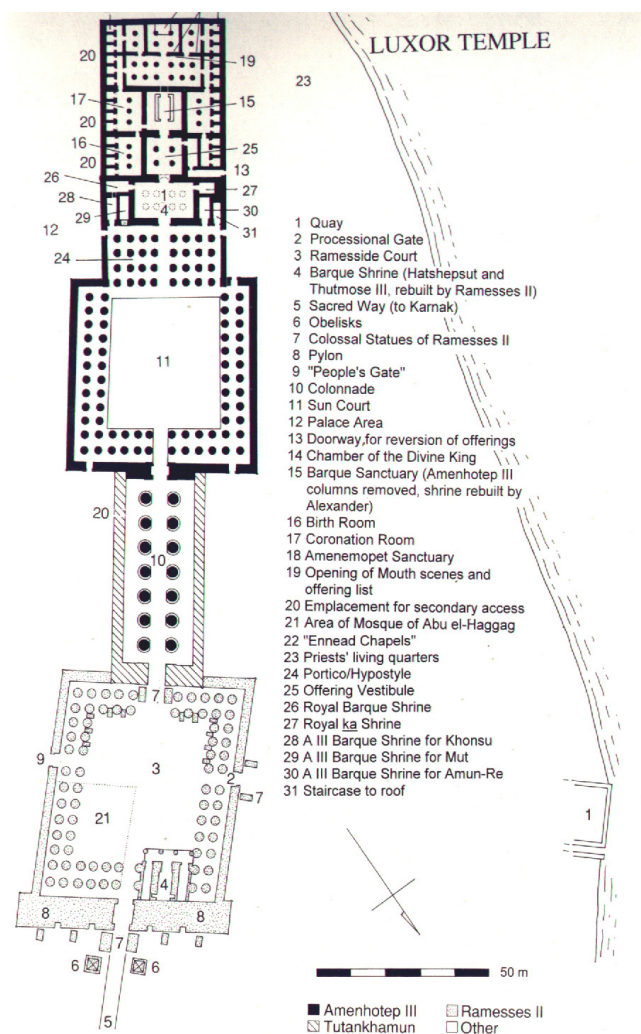 LUXOR TEMPLE
20
19
23
17
15
20
16
25
20
13
26
27
1
28
4
30
29
31
12
24
11
20
10
7
3
9
2
7
21
4
8
8
7
6
6
5
1
1 Quay
2 Processional Gate
3 Ramesside Court
4 Barque Shrine (Hatshepsut and
Thutmose III, rebuilt by Ramesses II)
5 Sacred Way (to Karnak)
6 Obelisks
7 Colossal Statues of Ramesses II
8 Pylon
9 "People's Gate"
10 Colonnade
11 Sun Court
12 Palace Area
13 Doorway,for reversion of offerings
14 Chamber of the Divine King
15 Barque Sanctuary (Amenhotep III
columns removed, shrine rebuilt by
Alexander)
16 Birth Room
17 Coronation Room
18 Amenemopet Sanctuary
19 Opening of Mouth scenes and
offering list
20 Emplacement for secondary access
21 Area of Mosque of Abu el-Haggag
22 "Ennead Chapels"
23 Priests' living quarters
24 Portico/Hypostyle
25 Offering Vestibule
26 Royal Barque Shrine
27 Royal ka Shrine
28 A III Barque Shrine for Khonsu
29 A III Barque Shrine for Mut
30 A III Barque Shrine for Amun-Re
31 Staircase to roof
50 m
Amenhotep III
Ramesses II
Tutankhamun
Other